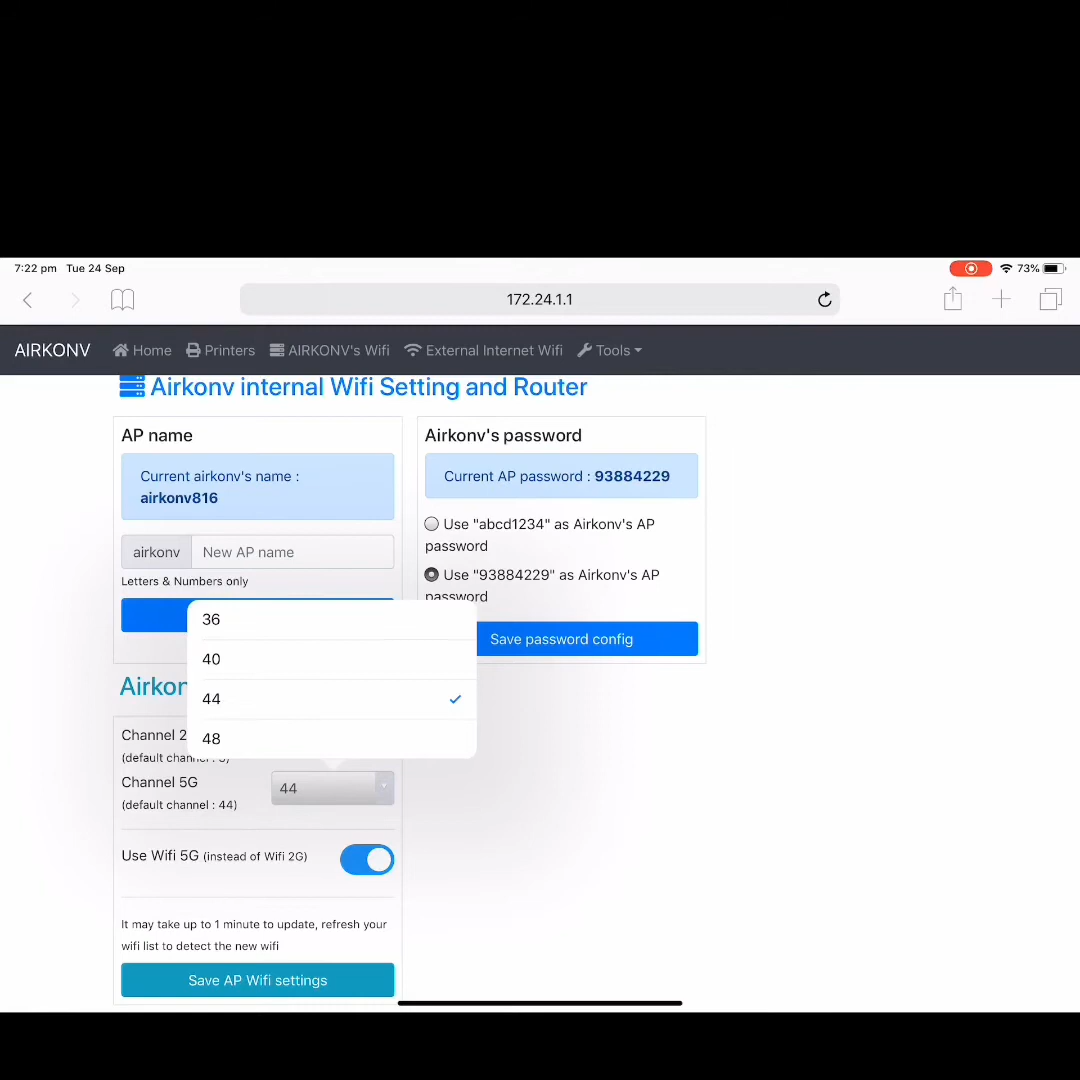 7:22 pm Tue 24 Sep
73%
172.24.1.1
AIRKONV Home Printers AIRKONV's Wifi External Internet Wifi Tools
Airkonv internal Wifi Setting and Router
AP name
Current airkonv's name :
airkonv816
airkonv New AP name
Letters & Numbers only
Airkonv's password
Current AP password : 93884229
Use "abcd1234" as Airkonv's AP
password
Use "93884229" as Airkonv's AP
password
Save password config
36
40
44
48
Airkon
Channel 2
(default channel : 3)
Channel 5G
44
(default channel : 44)
Use Wifi 5G (instead of Wifi 2G)
It may take up to 1 minute to update, refresh your
wifi list to detect the new wifi
Save AP Wifi settings